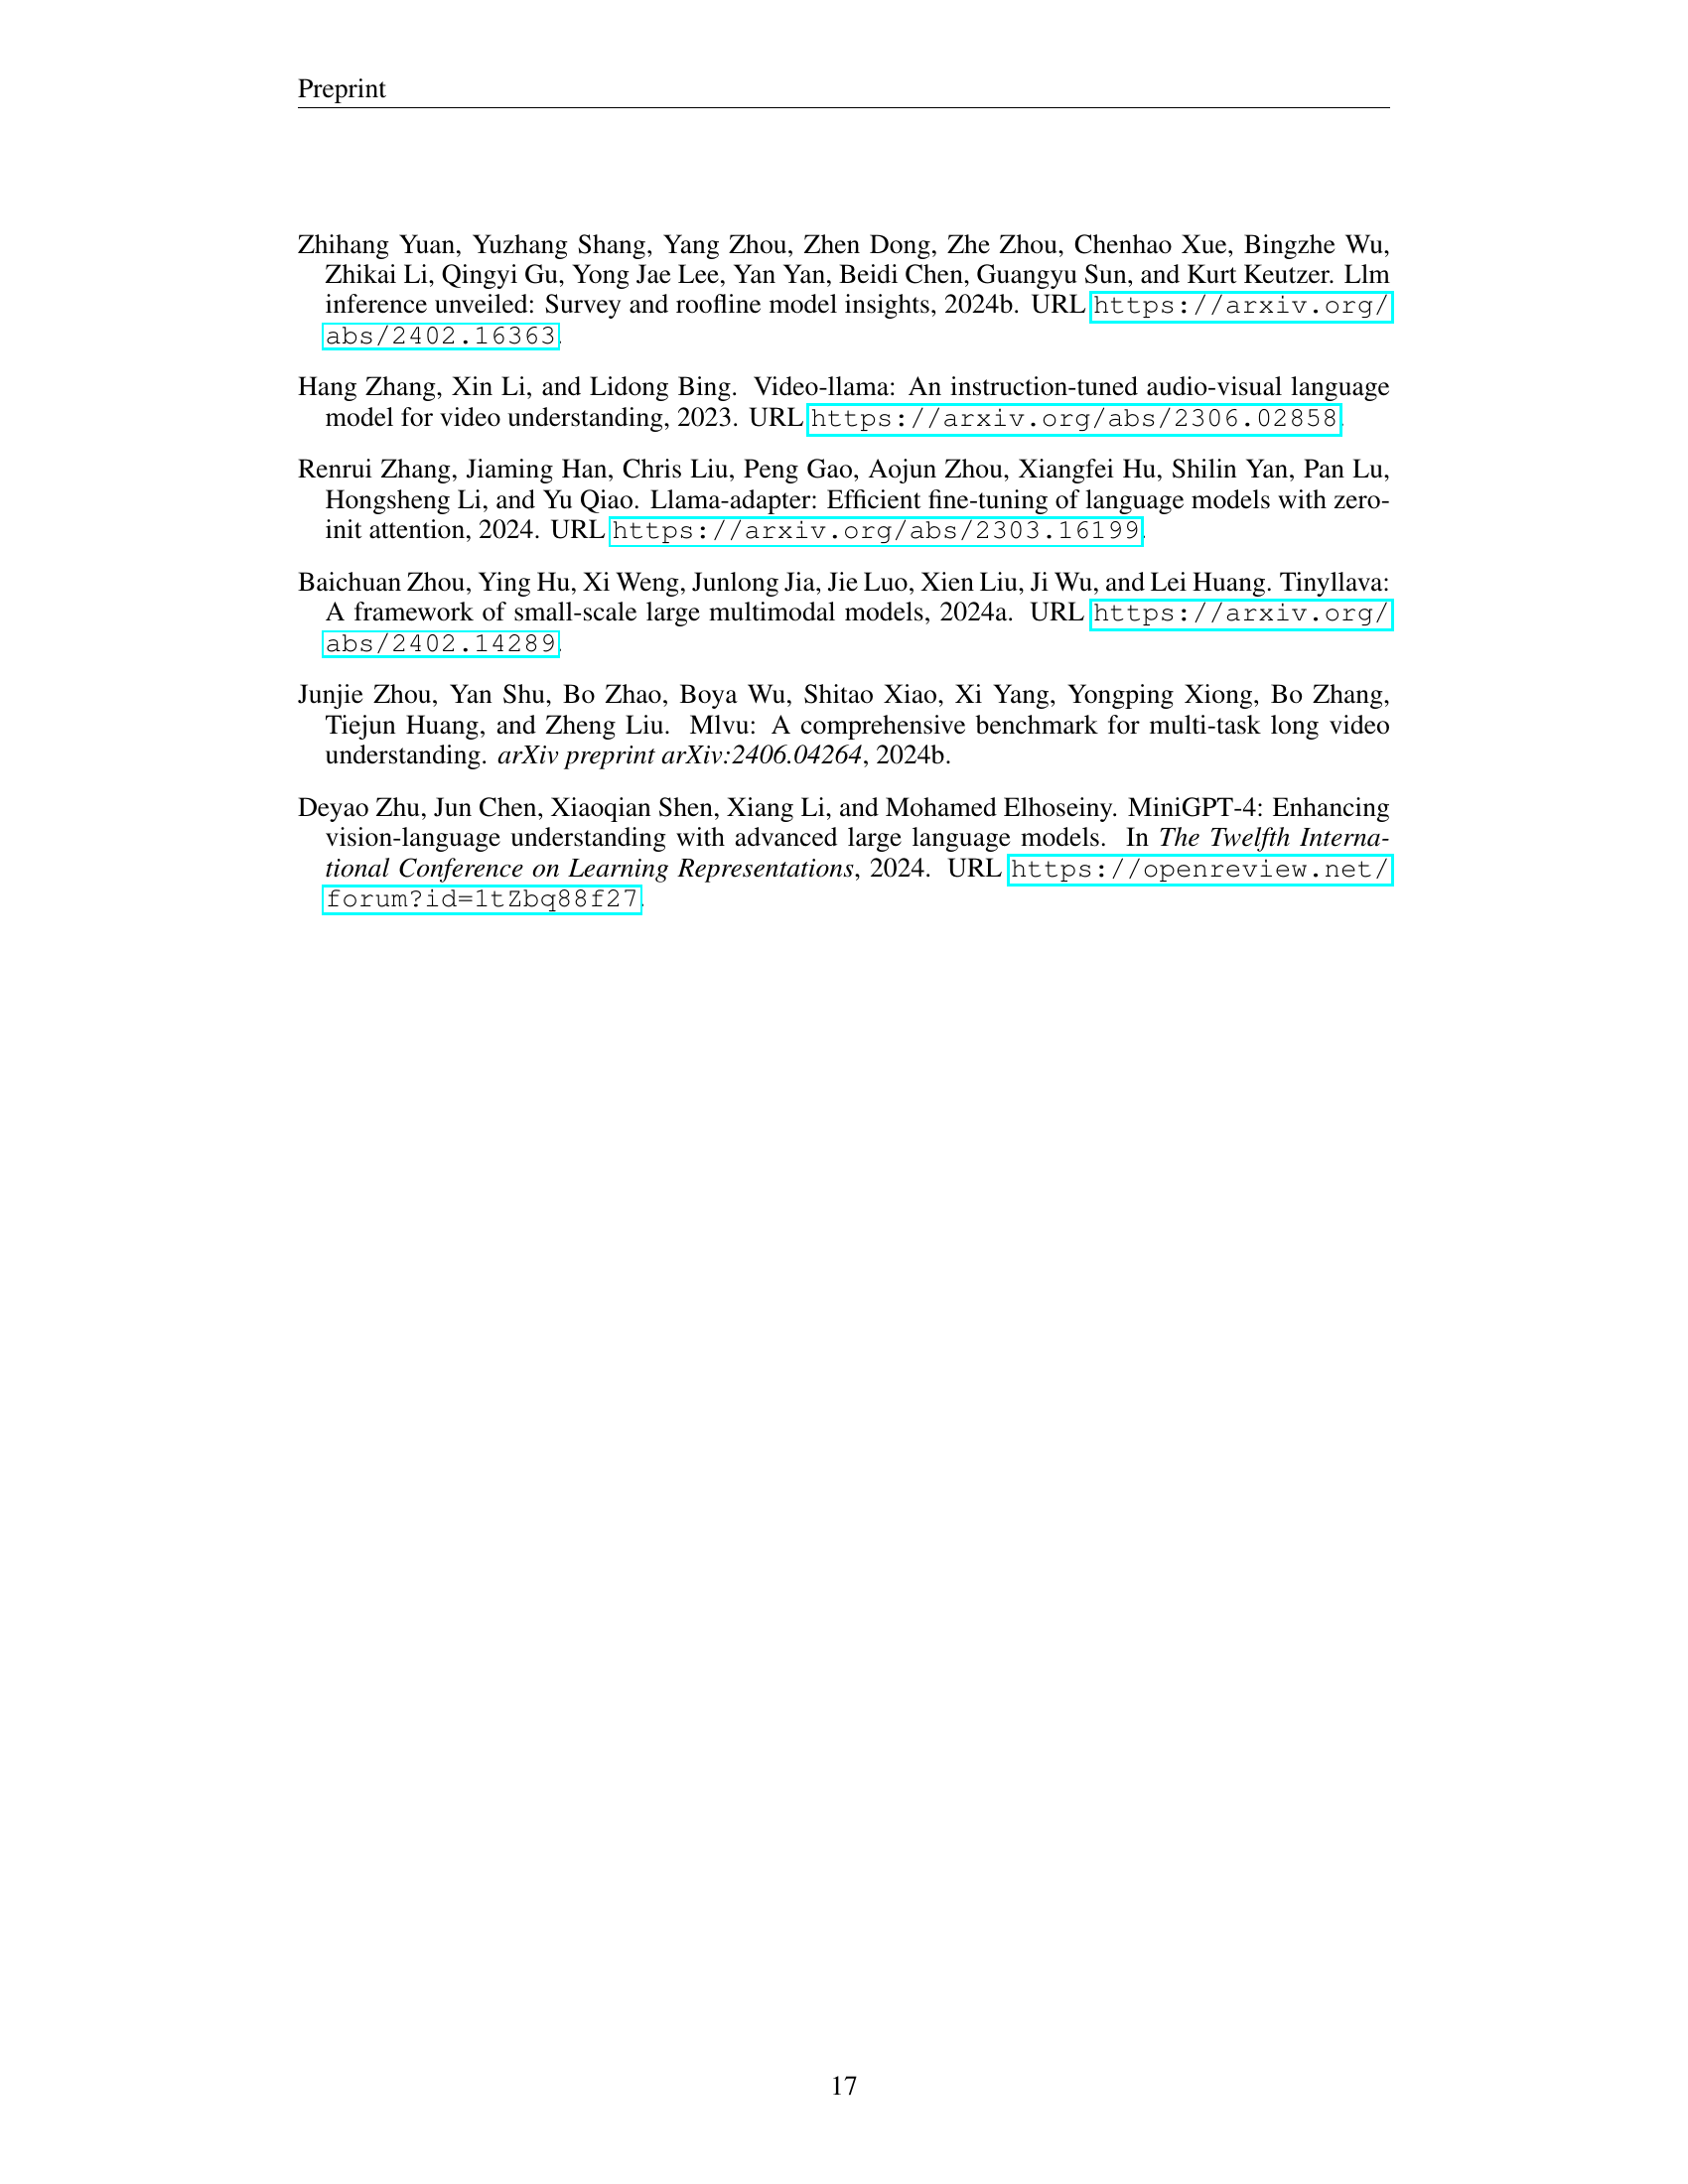 Preprint
Zhihang Yuan, Yuzhang Shang, Yang Zhou, Zhen Dong, Zhe Zhou, Chenhao Xue, Bingzhe Wu,
Zhikai Li, Qingyi Gu, Yong Jae Lee, Yan Yan, Beidi Chen, Guangyu Sun, and Kurt Keutzer. Llm
inference unveiled: Survey and roofline model insights, 2024b. URL https://arxiv.org/
abs/2402.16363.
Hang Zhang, Xin Li, and Lidong Bing. Video-llama: An instruction-tuned audio-visual language
model for video understanding, 2023. URL https://arxiv.org/abs/2306.02858.
Renrui Zhang, Jiaming Han, Chris Liu, Peng Gao, Aojun Zhou, Xiangfei Hu, Shilin Yan, Pan Lu,
Hongsheng Li, and Yu Qiao. Llama-adapter: Efficient fine-tuning of language models with zero-
init attention, 2024. URL https://arxiv.org/abs/2303.16199.
Baichuan Zhou, Ying Hu, Xi Weng, Junlong Jia, Jie Luo, Xien Liu, Ji Wu, and Lei Huang. Tinyllava:
A framework of small-scale large multimodal models, 2024a. URL https://arxiv.org/
abs/2402.14289.
Junjie Zhou, Yan Shu, Bo Zhao, Boya Wu, Shitao Xiao, Xi Yang, Yongping Xiong, Bo Zhang,
Tiejun Huang, and Zheng Liu. Mlvu: A comprehensive benchmark for multi-task long video
understanding. arXiv preprint arXiv:2406.04264, 2024b.
Deyao Zhu, Jun Chen, Xiaoqian Shen, Xiang Li, and Mohamed Elhoseiny. MiniGPT-4: Enhancing
vision-language understanding with advanced large language models. In The Twelfth Interna-
tional Conference on Learning Representations, 2024. URL https://openreview.net/
forum?id=1tZbq88f27.
17